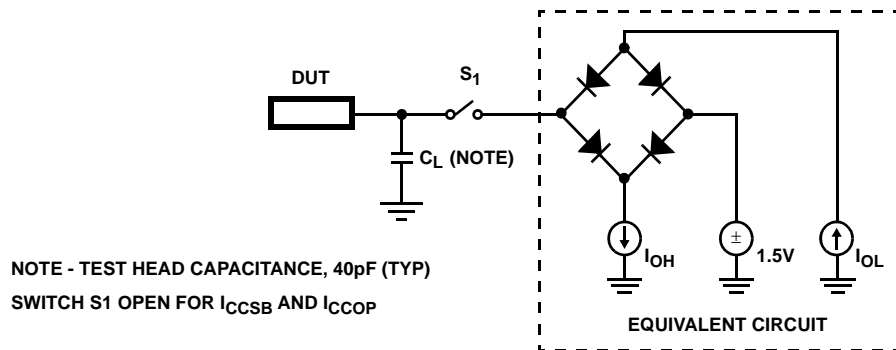 DUT
S1
CL (NOTE)
±
IOH
1.5V
IOL
NOTE - TEST HEAD CAPACITANCE, 40pF (TYP)
SWITCH S1 OPEN FOR ICCSB AND ICCOP
EQUIVALENT CIRCUIT